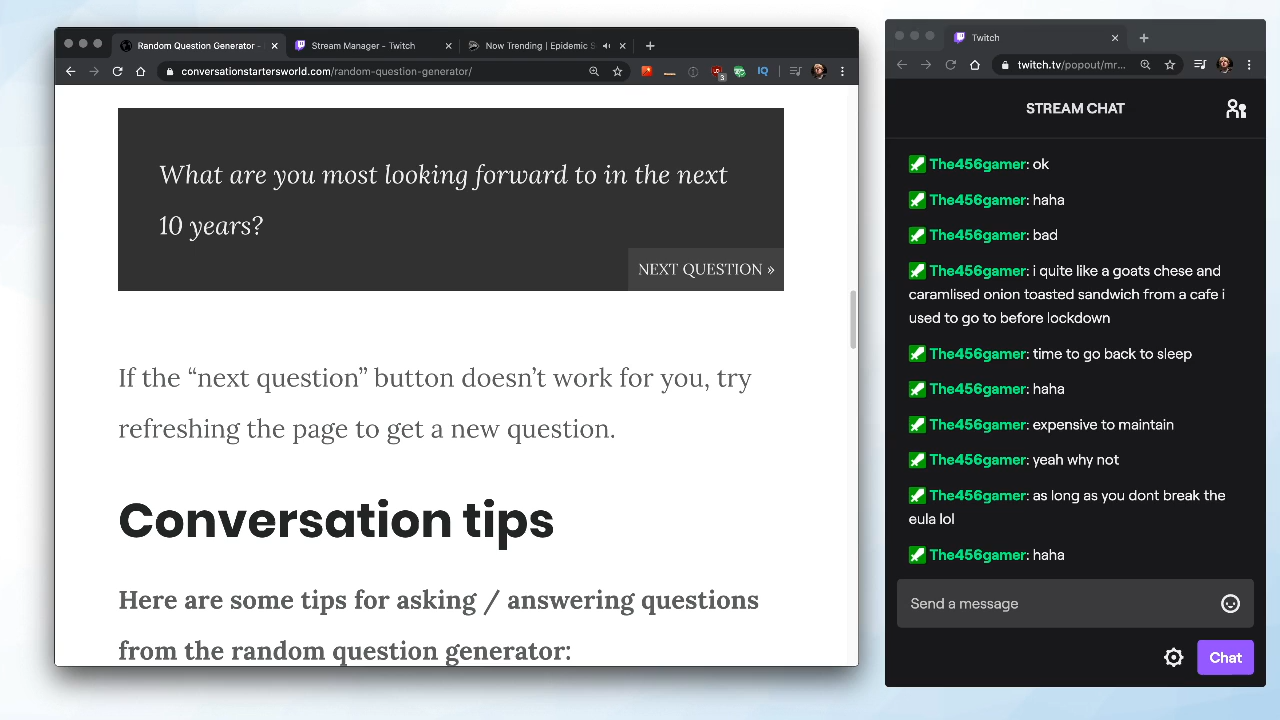 Random Question Generator -
Stream Manager - Twitch
Now Trending | Epidemic S
conversationstartersworld.com/random-question-generator/
3
IQ
What are you most looking forward to in the next
10 years?
NEXT QUESTION »
If the “next question” button doesn’t work for you, try
refreshing the page to get a new question.
Conversation tips
Here are some tips for asking / answering questions
from the random question generator:
Twitch
twitch.tv/popout/mr...
STREAM CHAT
The456gamer: ok
The456gamer: haha
The456gamer: bad
The456gamer: i quite like a goats chese and
caramlised onion toasted sandwich from a cafe i
used to go to before lockdown
The456gamer: time to go back to sleep
The456gamer: haha
The456gamer: expensive to maintain
The456gamer: yeah why not
The456gamer: as long as you dont break the
eula lol
The456gamer: haha
Send a message
Chat